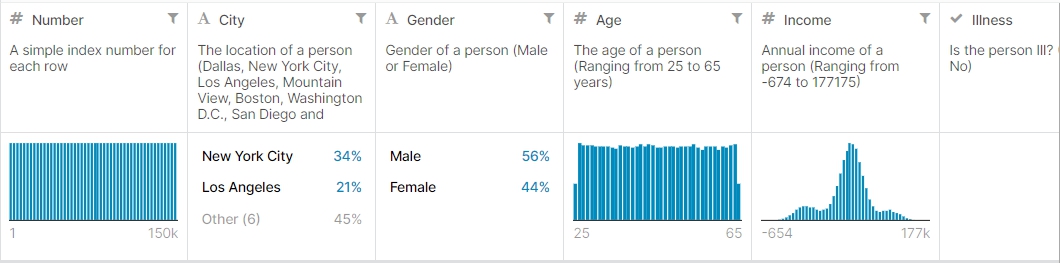 # Number
A simple index number for
each row
1 150k
A City
The location of a person
(Dallas, New York City,
Los Angeles, Mountain
View, Boston, Washington
D.C., San Diego and
New York City 34%
Los Angeles 21%
Other (6) 45%
A Gender
Gender of a person (Male
or Female)
Male 56%
Female 44%
# Age
The age of a person
(Ranging from 25 to 65
years)
25 65
# Income
Annual income of a
person (Ranging from
-674 to 177175)
-654 177k
Illness
Is the person Ill? (
No)